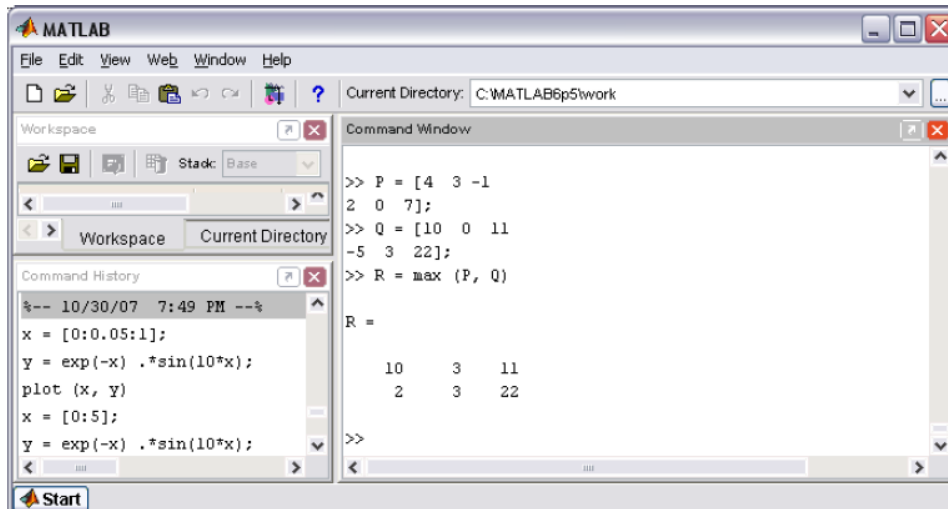 MATLAB
File Edit View Web Window Help
? Current Directory: C:\MATLAB6p5\work ...
Workspace
Stack: Base
Workspace Current Directory
Command History
%-- 10/30/07 7:49 PM --%
x = [0:0.05:1];
y = exp(-x) .*sin(10*x);
plot (x, y)
x = [0:5];
y = exp(-x) .*sin(10*x);
Command Window
>> P = [4 3 -1
2 0 7];
>> Q = [10 0 11
-5 3 22];
>> R = max (P, Q)
R =
10 3 11
2 3 22
>>
Start